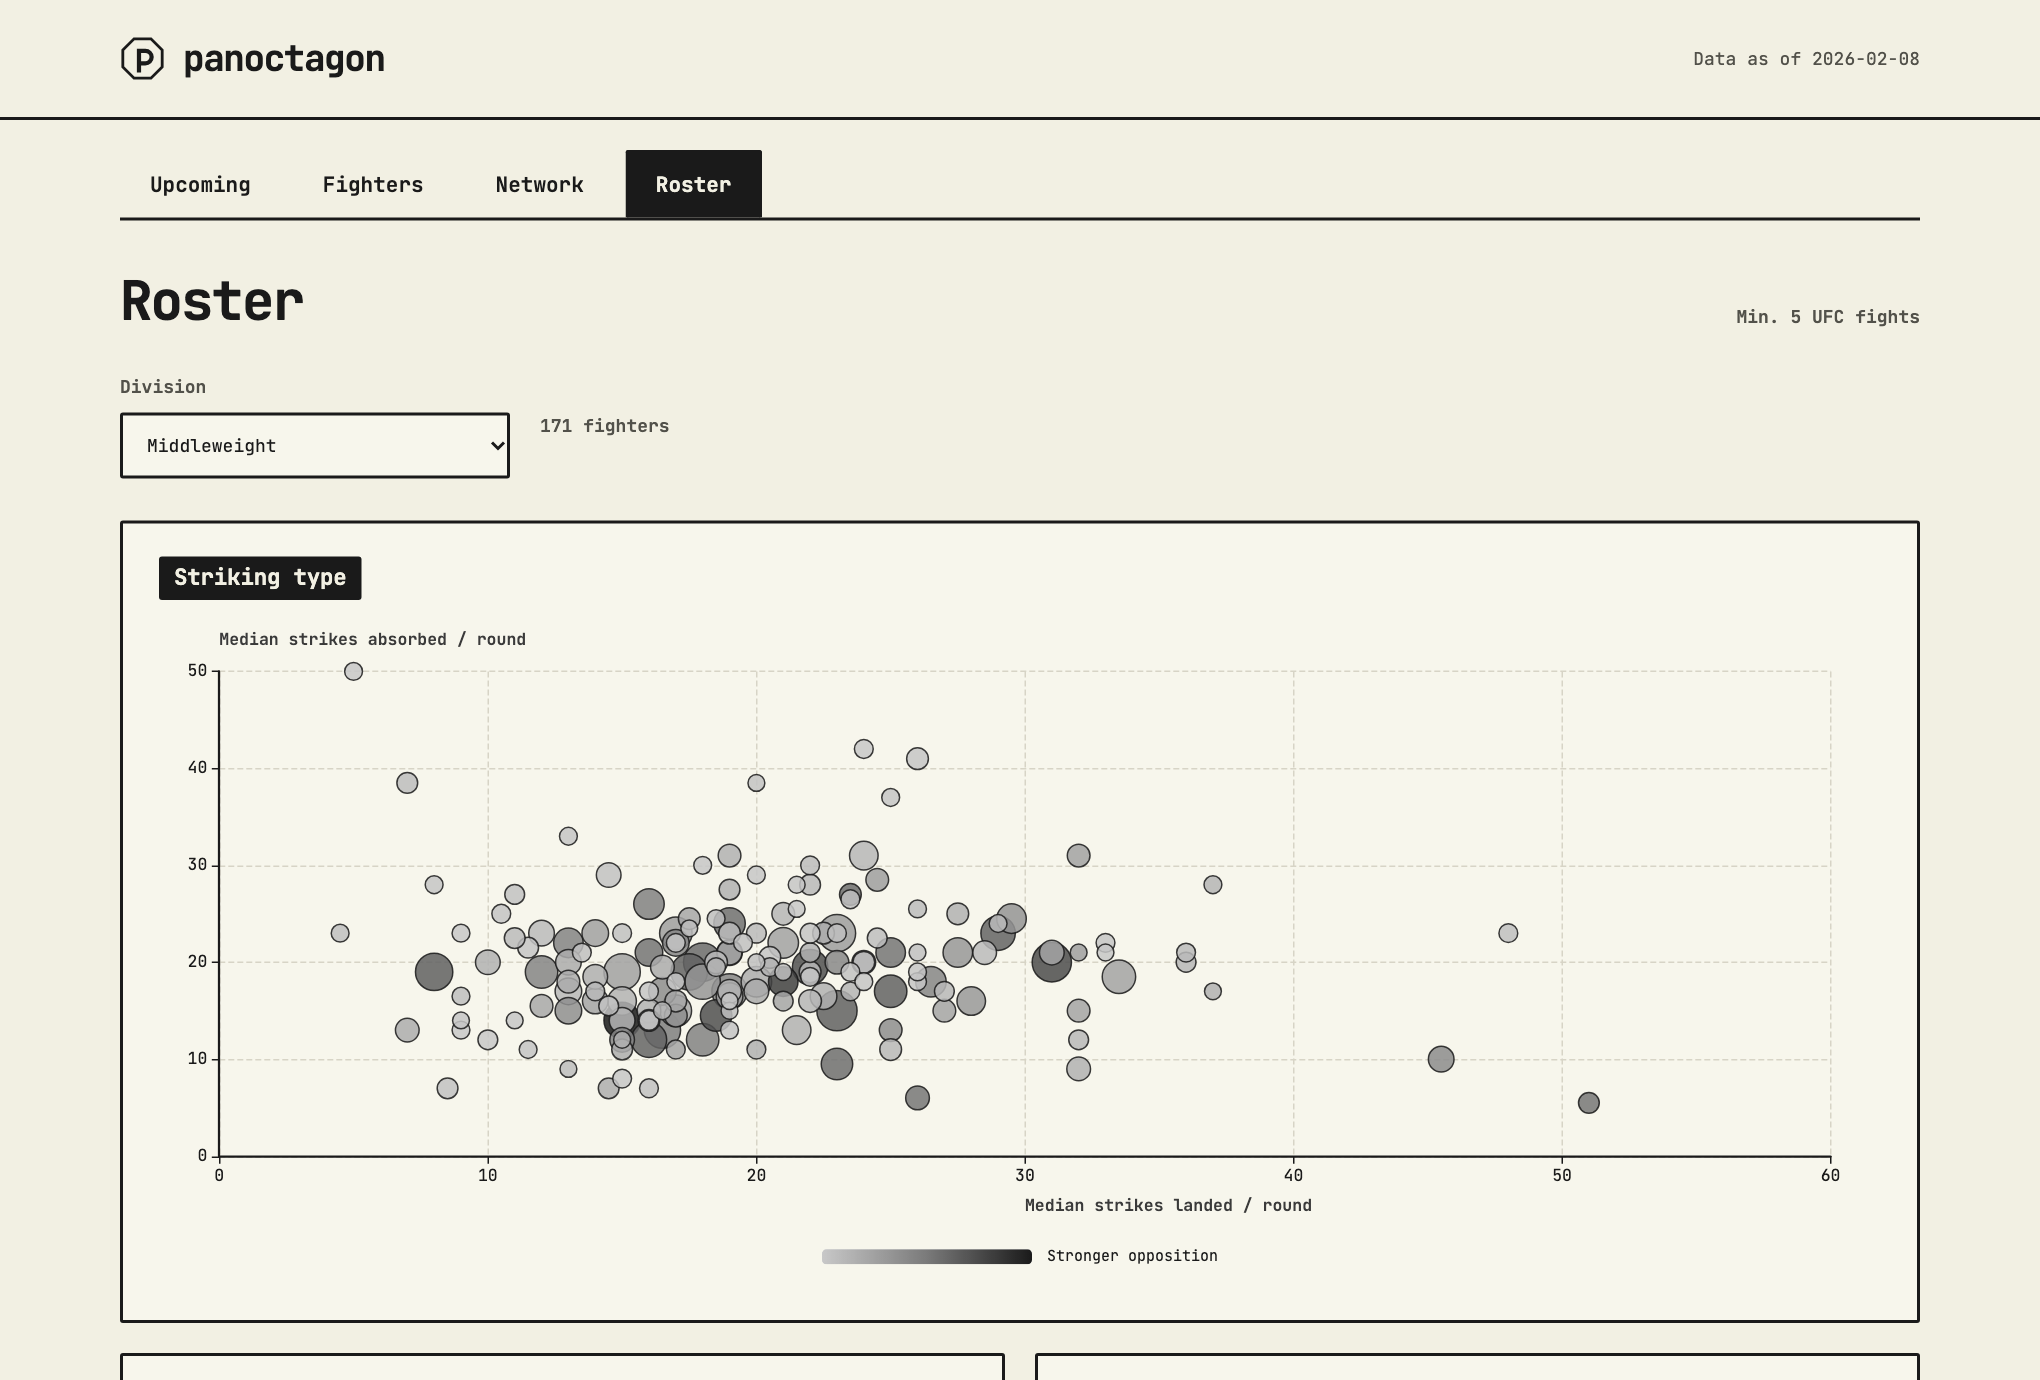 panoctagon
Data as of 2026-02-08
Upcoming
Fighters
Network
Roster
Roster
Min. 5 UFC fights
Division
Middleweight
171 fighters
Striking type
Median strikes absorbed / round
50
40
30
20
10
0
0
10
20
30
40
50
60
Median strikes landed / round
Stronger opposition